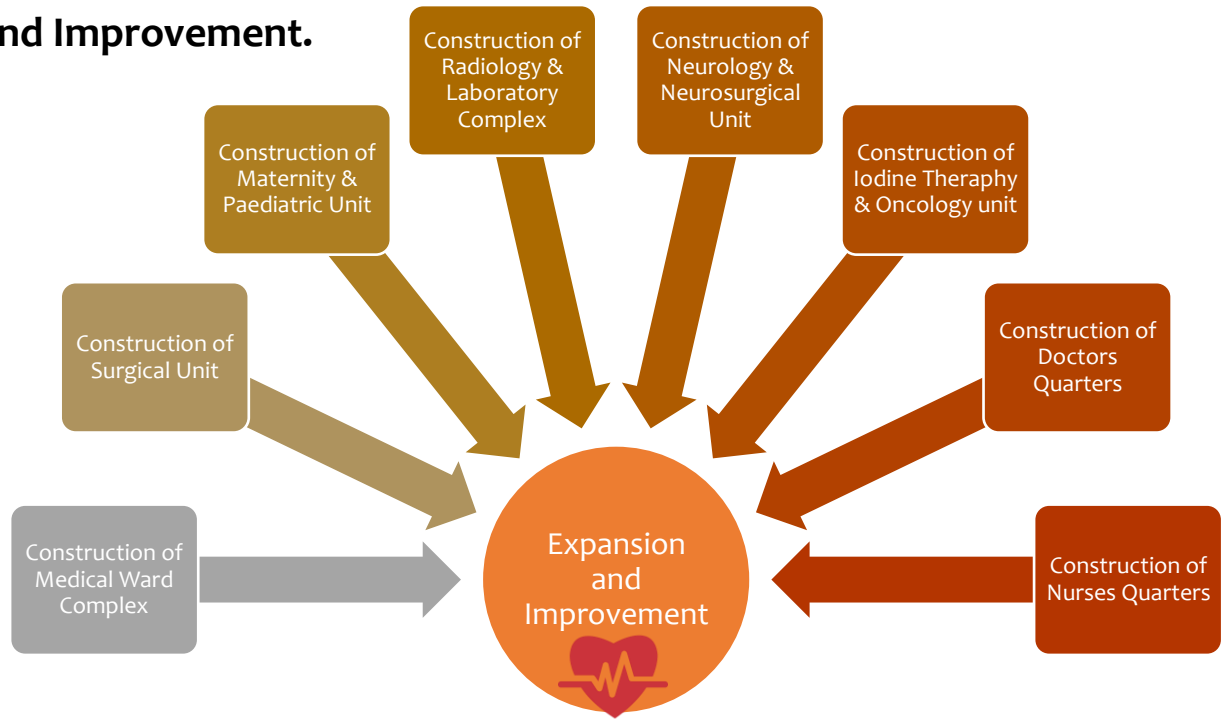 nd Improvement.
Construction of
Radiology &
Laboratory
Complex
Construction of
Neurology &
Neurosurgical
Unit
Construction of
Maternity &
Paediatric Unit
Construction of
Iodine Theraphy
& Oncology unit
Construction of
Surgical Unit
Construction of
Doctors
Quarters
Construction of
Medical Ward
Complex
Expansion
and
Improvement
Construction of
Nurses Quarters